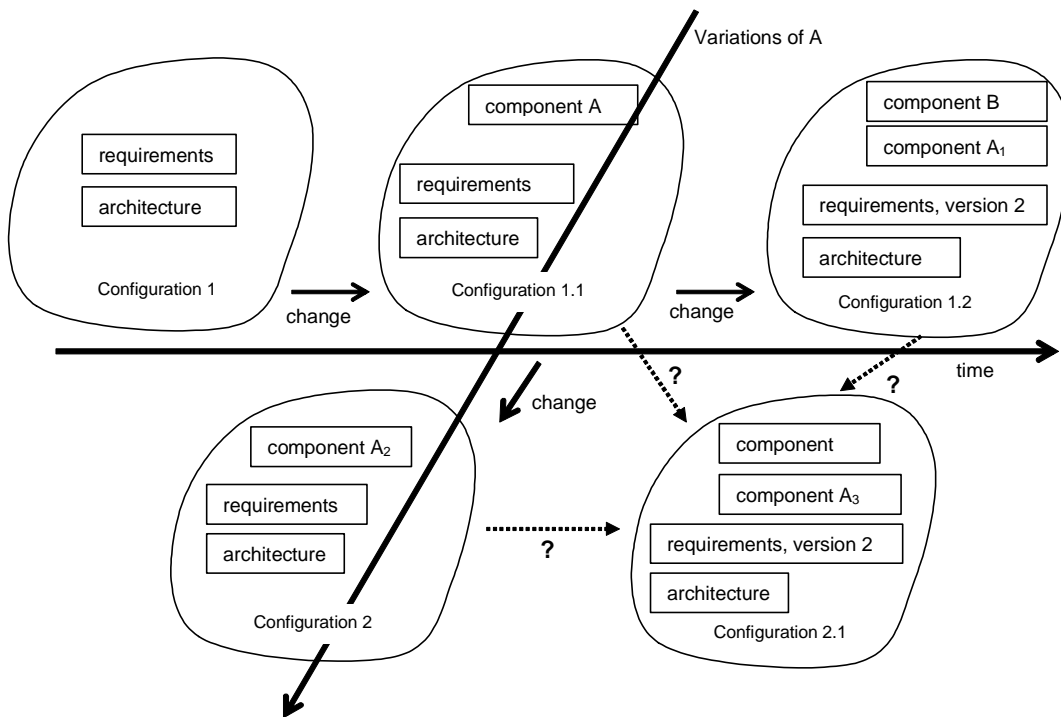 Variations of A
requirements
architecture
Configuration 1
change
component A
requirements
architecture
Configuration 1.1
change
component B
component A₁
requirements, version 2
architecture
Configuration 1.2
time
change
?
?
component A₂
requirements
architecture
Configuration 2
?
component
component A₃
requirements, version 2
architecture
Configuration 2.1